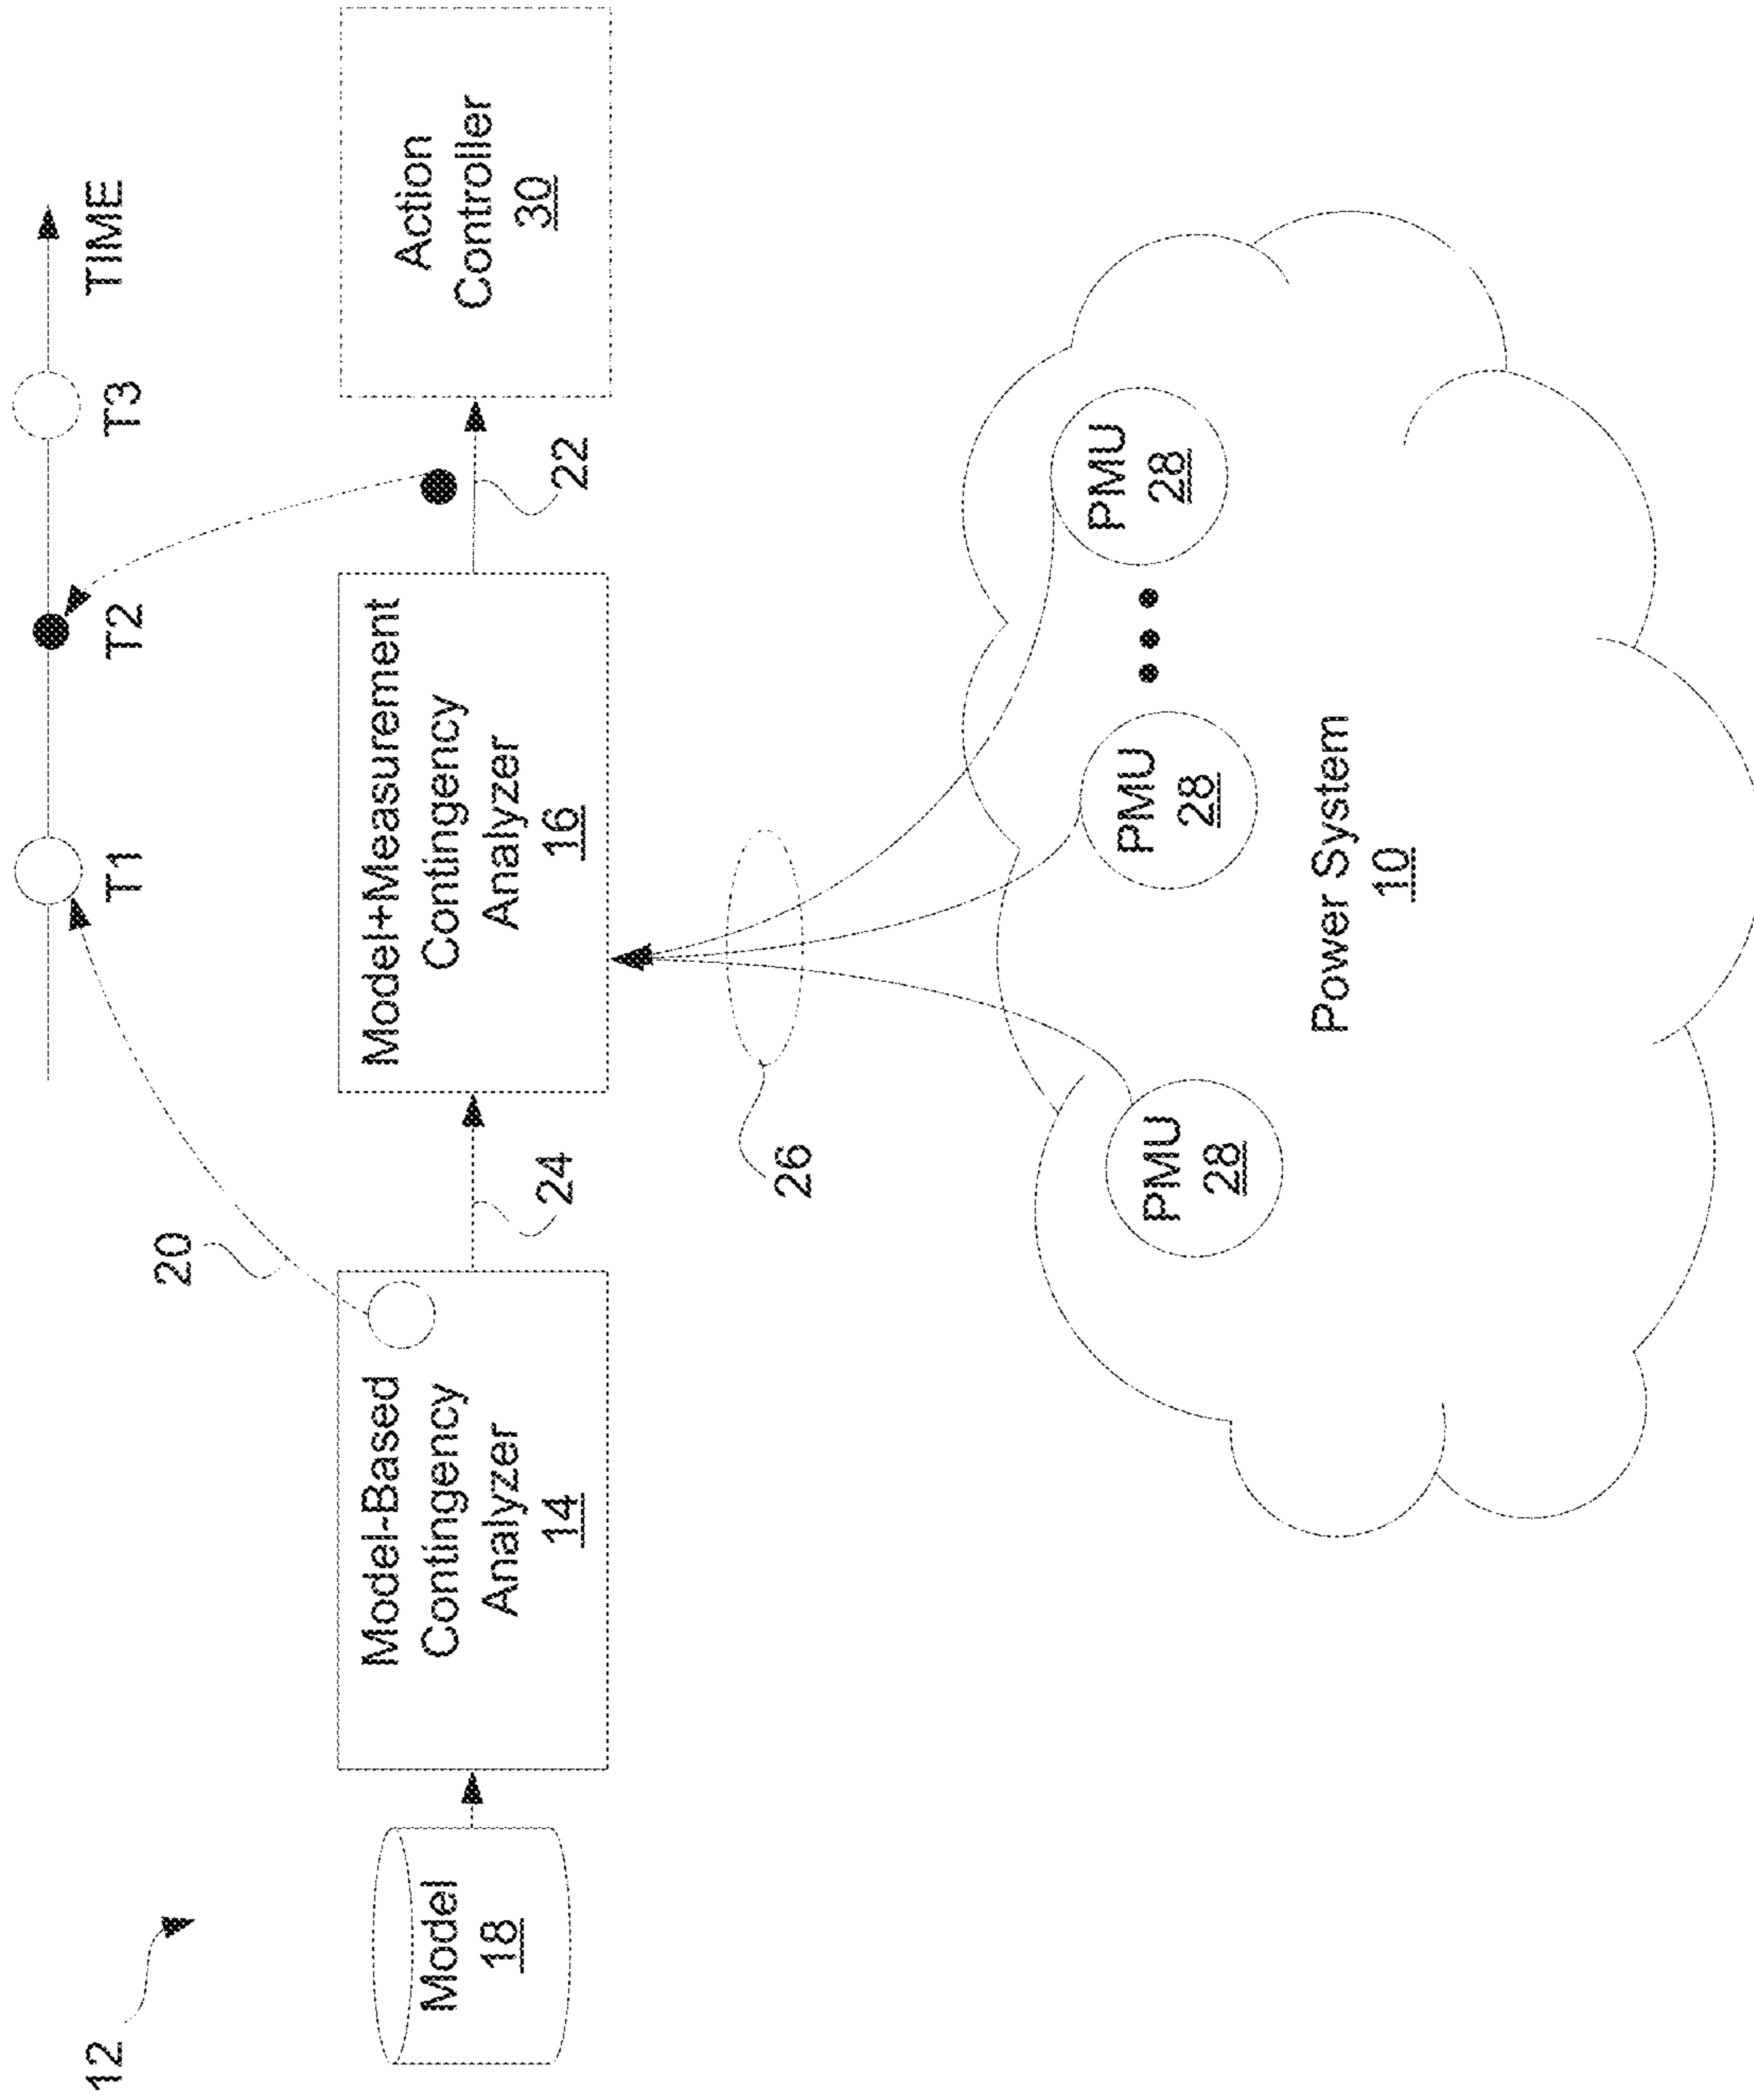 12
T1
T2
T3
TIME
20
Model
18
Model-Based
Contingency
Analyzer
14
24
Model+Measurement
Contingency
Analyzer
16
22
Action
Controller
30
26
PMU
28
PMU
28
PMU
28
Power System
10